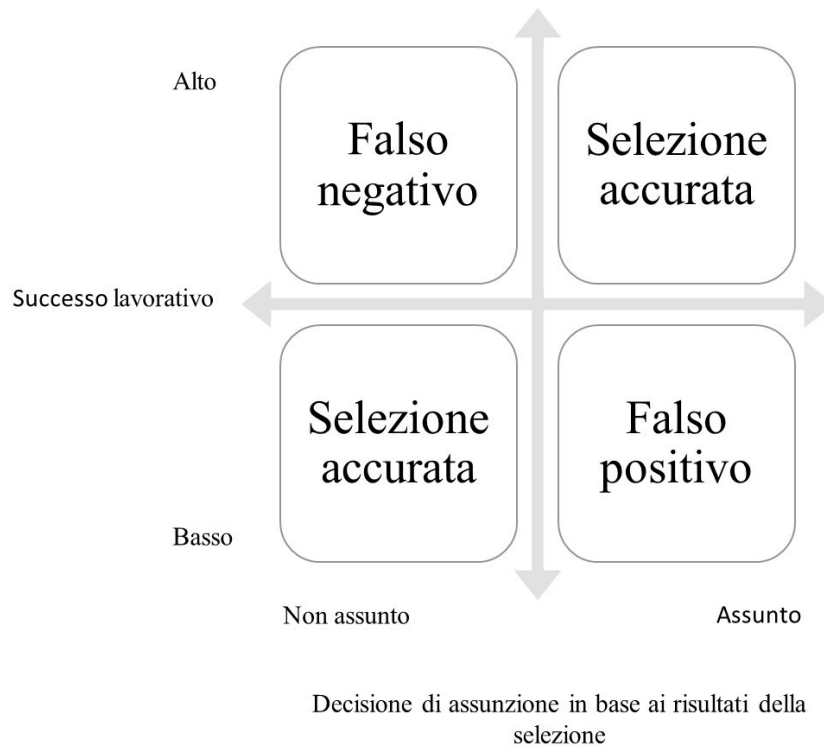 Alto
Falso
negativo
Selezione
accurata
Successo lavorativo
Selezione
accurata
Falso
positivo
Basso
Non assunto
Assunto
Decisione di assunzione in base ai risultati della
selezione